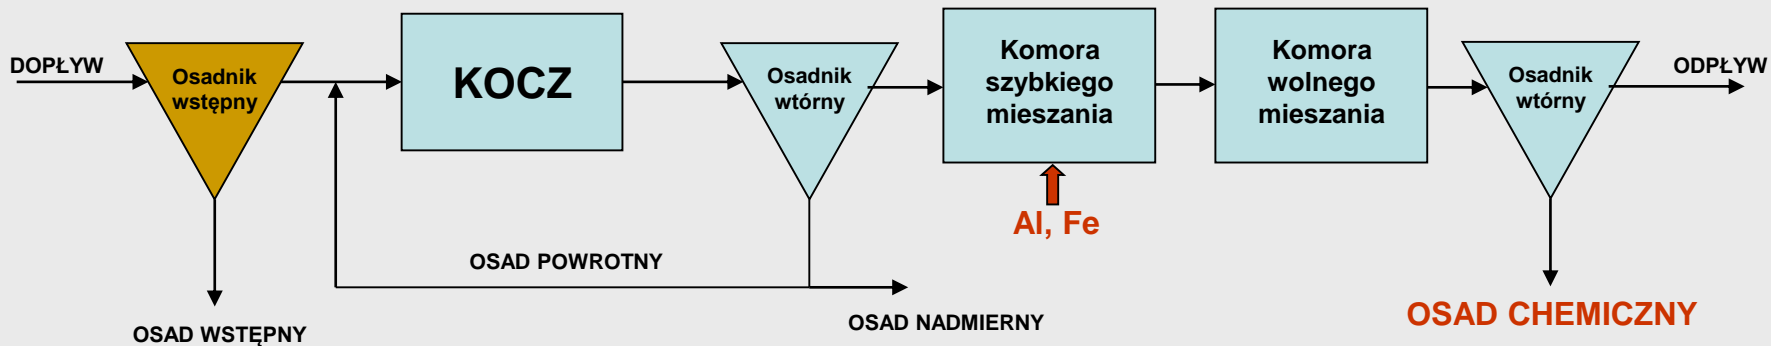 DOPŁYW
Osadnik
wstępny
KOCZ
Osadnik
wtórny
Komora
szybkiego
mieszania
Komora
wolnego
mieszania
Osadnik
wtórny
ODPŁYW
Al, Fe
OSAD POWROTNY
OSAD WSTĘPNY
OSAD NADMIERNY
OSAD CHEMICZNY